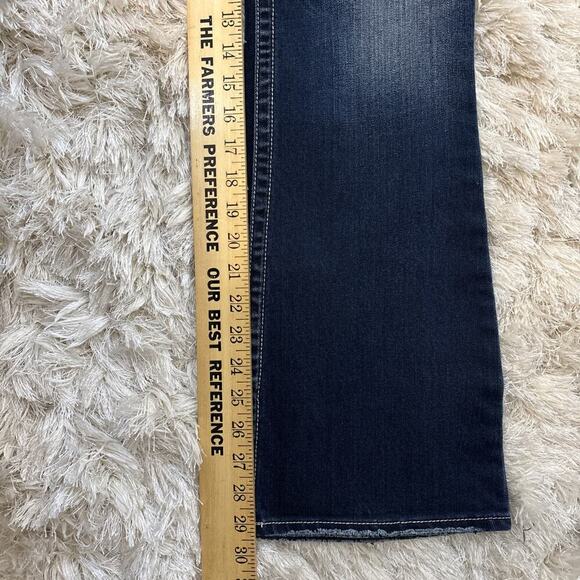 THE FARMERS PREFERENCE OUR BEST REFERENCE
13 14 15 16 17 18 19 20 21 22 23 24 25 26 27 28 29 30